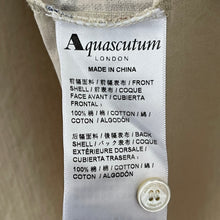 Aquascutum
LONDON
MADE IN CHINA
前幅面料/前幅表布/FRONT
SHELL/前表布/COQUE
FACE AVANT/CUBIERTA
FRONTAL:
100% 棉/棉/COTTON/綿/
COTON/ALGODÓN
后幅面料/後幅表布/BACK
SHELL/バック表布/COQUE
EXTÉRIEURE DORSALE/
CUBIERTA TRASERA:
100% 棉/棉/COTTON/綿/
COTON/ALGODÓN